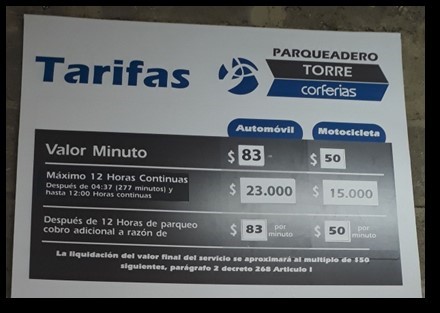 Tarifas
PARQUEADERO
TORRE
corferias
Automóvil Motocicleta
Valor Minuto $ 83 $ 50
Máximo 12 Horas Continuas
Después de 04:37 (277 minutos) y
hasta 12:00 Horas continuas
$ 23.000 $ 15.000
Después de 12 Horas de parqueo
cobro adicional a razón de
$ 83 por minuto $ 50 por minuto
La liquidación del valor final del servicio se aproximará al multiplo de $50
siguientes, parágrafo 2 decreto 268 Articulo I